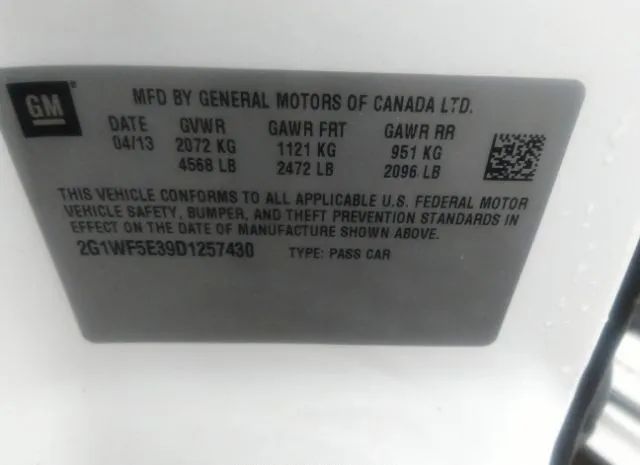 GM
MFD BY GENERAL MOTORS OF CANADA LTD.
DATE GVWR GAWR FRT GAWR RR
04/13 2072 KG 1121 KG 951 KG
4568 LB 2472 LB 2096 LB
THIS VEHICLE CONFORMS TO ALL APPLICABLE U.S. FEDERAL MOTOR
VEHICLE SAFETY, BUMPER, AND THEFT PREVENTION STANDARDS IN
EFFECT ON THE DATE OF MANUFACTURE SHOWN ABOVE.
2G1WF5E39D1257430 TYPE: PASS CAR